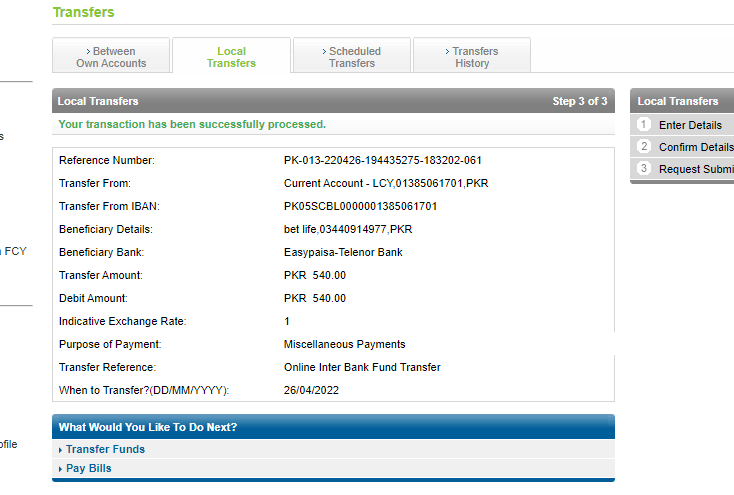 Transfers
Between
Own Accounts
Local
Transfers
Scheduled
Transfers
Transfers
History
Local Transfers Step 3 of 3
Your transaction has been successfully processed.
Reference Number: PK-013-220426-194435275-183202-061
Transfer From: Current Account - LCY,01385061701,PKR
Transfer From IBAN: PK05SCBL0000001385061701
Beneficiary Details: bet life,03440914977,PKR
Beneficiary Bank: Easypaisa-Telenor Bank
Transfer Amount: PKR 540.00
Debit Amount: PKR 540.00
Indicative Exchange Rate: 1
Purpose of Payment: Miscellaneous Payments
Transfer Reference: Online Inter Bank Fund Transfer
When to Transfer?(DD/MM/YYYY): 26/04/2022
What Would You Like To Do Next?
Transfer Funds
Pay Bills
Local Transfers
1 Enter Details
2 Confirm Details
3 Request Submi
s
FCY
ofile